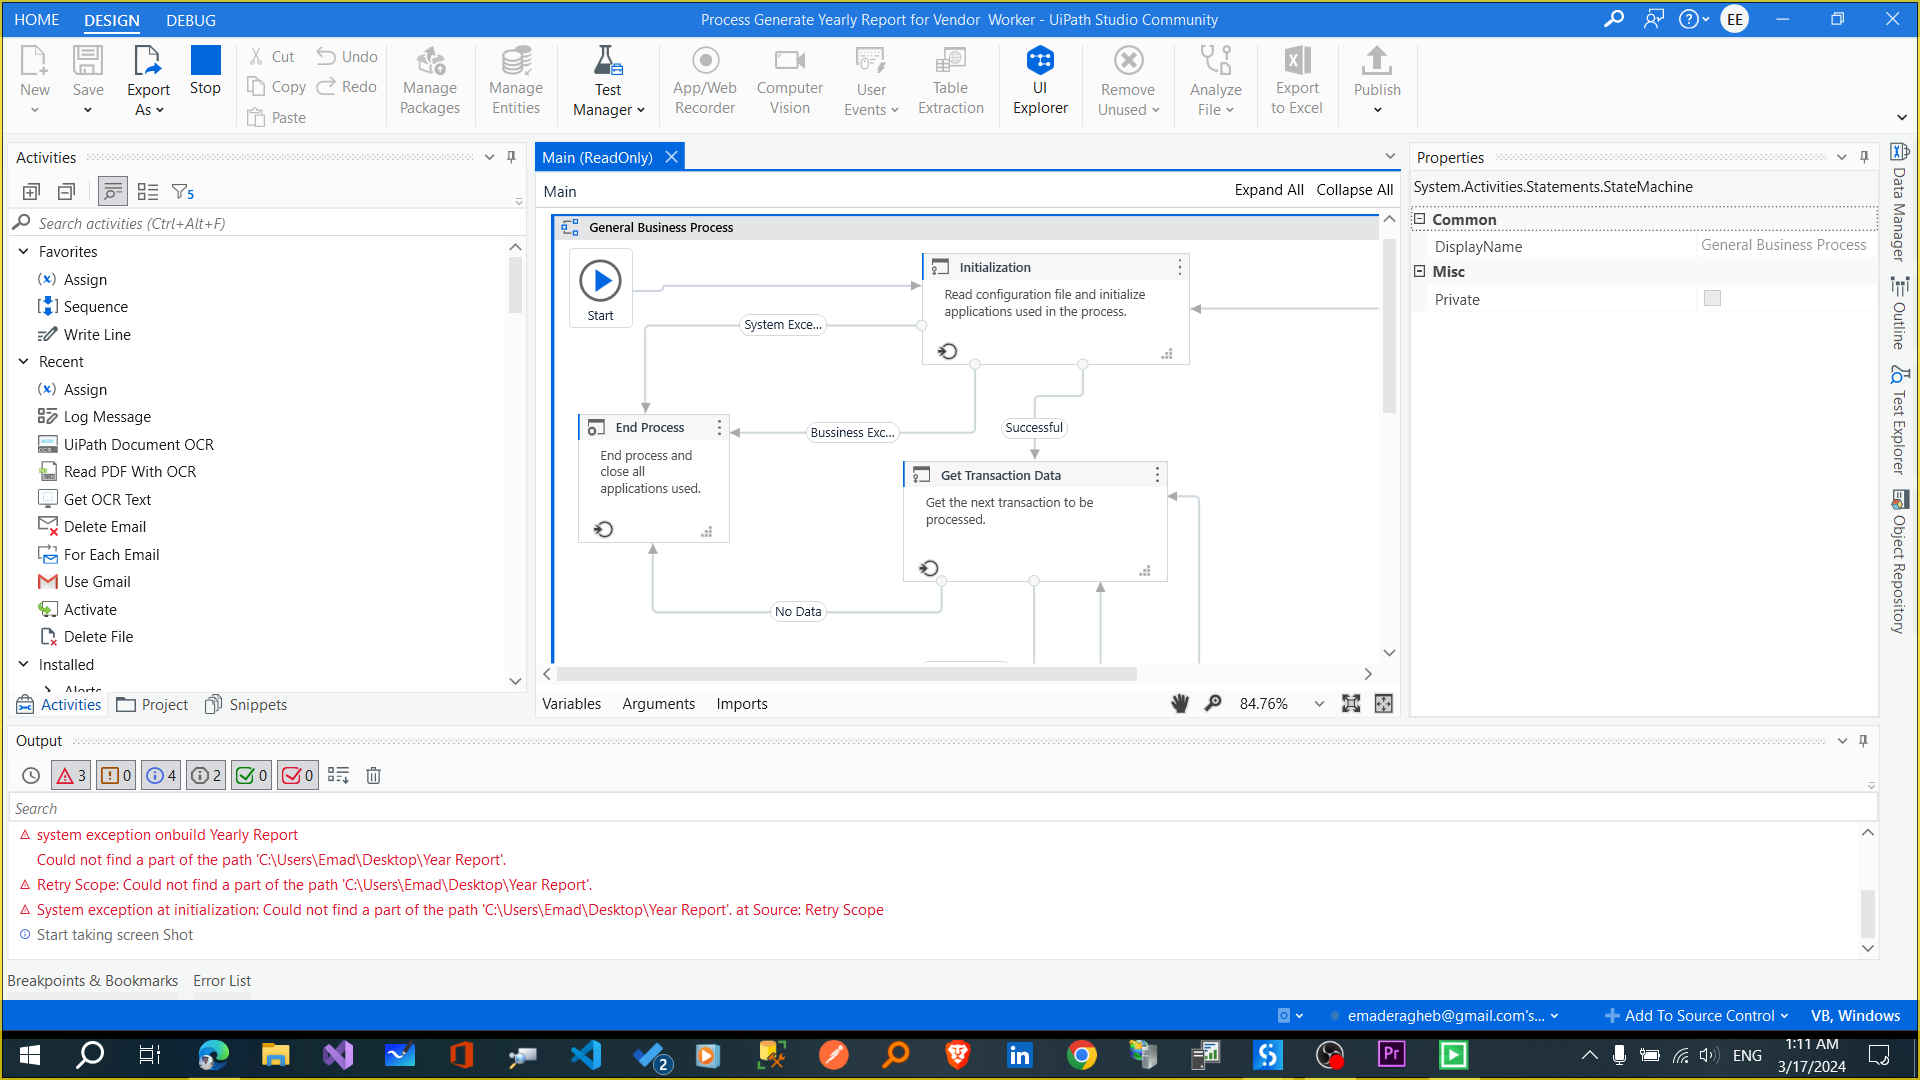 HOME DESIGN DEBUG
Process Generate Yearly Report for Vendor  Worker - UiPath Studio Community
EE
New
Save
Export As
Stop
Cut
Copy
Paste
Undo
Redo
Manage Packages
Manage Entities
Test Manager
App/Web Recorder
Computer Vision
User Events
Table Extraction
UI Explorer
Remove Unused
Analyze File
Export to Excel
Publish
Activities
5
Search activities (Ctrl+Alt+F)
Favorites
Assign
Sequence
Write Line
Recent
Assign
Log Message
UiPath Document OCR
Read PDF With OCR
Get OCR Text
Delete Email
For Each Email
Use Gmail
Activate
Delete File
Installed
Alerts
Activities Project Snippets
Main (ReadOnly)
Main
Expand All Collapse All
General Business Process
Start
Initialization
Read configuration file and initialize
applications used in the process.
System Exce...
End Process
End process and
close all
applications used.
Bussiness Exc...
Successful
Get Transaction Data
Get the next transaction to be
processed.
No Data
Variables Arguments Imports
84.76%
Properties
System.Activities.Statements.StateMachine
Common
DisplayName General Business Process
Misc
Private
Data Manager
Outline
Test Explorer
Object Repository
Output
3 0 4 2 0 0
Search
system exception onbuild Yearly Report
Could not find a part of the path 'C:\Users\Emad\Desktop\Year Report'.
Retry Scope: Could not find a part of the path 'C:\Users\Emad\Desktop\Year Report'.
System exception at initialization: Could not find a part of the path 'C:\Users\Emad\Desktop\Year Report'. at Source: Retry Scope
Start taking screen Shot
Breakpoints & Bookmarks Error List
emaderagheb@gmail.com's... Add To Source Control VB, Windows
2
in
Pr
ENG
1:11 AM
3/17/2024